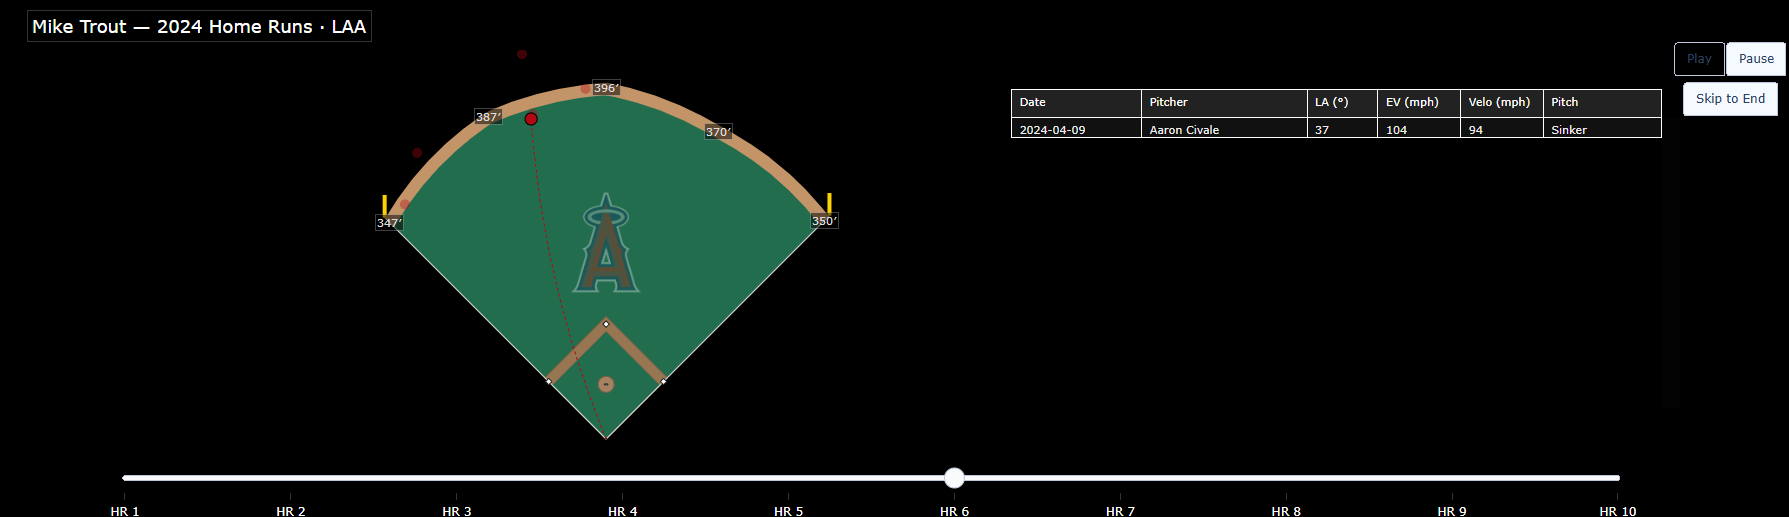 Mike Trout — 2024 Home Runs · LAA
Play
Pause
Skip to End
396′
387′
370′
347′
350′
A
Date Pitcher LA (°) EV (mph) Velo (mph) Pitch
2024-04-09 Aaron Civale 37 104 94 Sinker
HR 1 HR 2 HR 3 HR 4 HR 5 HR 6 HR 7 HR 8 HR 9 HR 10